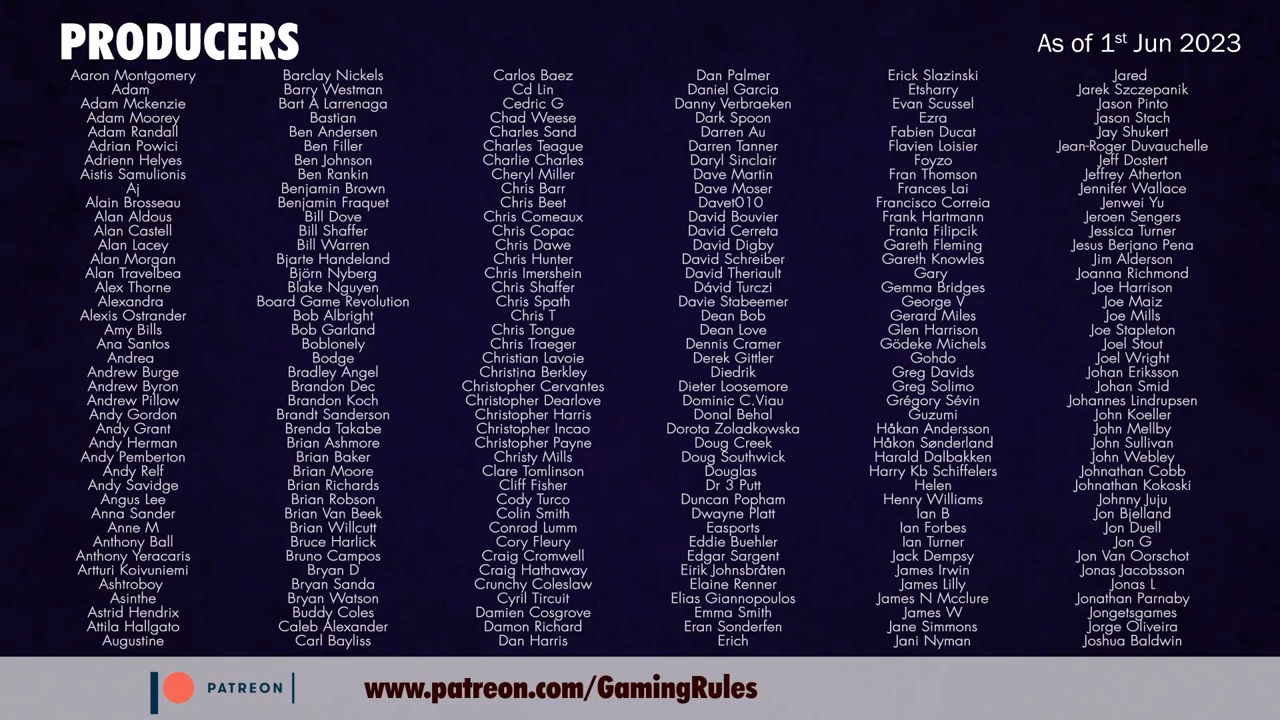 PRODUCERS
As of 1st Jun 2023
Aaron Montgomery
Adam
Adam Mckenzie
Adam Moorey
Adam Randall
Adrian Powici
Adrienn Helyes
Aistis Samulionis
Aj
Alain Brosseau
Alan Aldous
Alan Castell
Alan Lacey
Alan Morgan
Alan Travelbea
Alex Thorne
Alexandra
Alexis Ostrander
Amy Bills
Ana Santos
Andrea
Andrew Burge
Andrew Byron
Andrew Pillow
Andy Gordon
Andy Grant
Andy Herman
Andy Pemberton
Andy Relf
Andy Savidge
Angus Lee
Anna Sander
Anne M
Anthony Ball
Anthony Yeracaris
Artturi Koivuniemi
Ashtroboy
Asinthe
Astrid Hendrix
Attila Hallgato
Augustine
Barclay Nickels
Barry Westman
Bart A Larrenaga
Bastian
Ben Andersen
Ben Filler
Ben Johnson
Ben Rankin
Benjamin Brown
Benjamin Fraquet
Bill Dove
Bill Shaffer
Bill Warren
Bjarte Handeland
Björn Nyberg
Blake Nguyen
Board Game Revolution
Bob Albright
Bob Garland
Boblonely
Bodge
Bradley Angel
Brandon Dec
Brandon Koch
Brandt Sanderson
Brenda Takabe
Brian Ashmore
Brian Baker
Brian Moore
Brian Richards
Brian Robson
Brian Van Beek
Brian Willcutt
Bruce Harlick
Bruno Campos
Bryan D
Bryan Sanda
Bryan Watson
Buddy Coles
Caleb Alexander
Carl Bayliss
Carlos Baez
Cd Lin
Cedric G
Chad Weese
Charles Sand
Charles Teague
Charlie Charles
Cheryl Miller
Chris Barr
Chris Beet
Chris Comeaux
Chris Copac
Chris Dawe
Chris Hunter
Chris Imershein
Chris Shaffer
Chris Spath
Chris T
Chris Tongue
Chris Traeger
Christian Lavoie
Christina Berkley
Christopher Cervantes
Christopher Dearlove
Christopher Harris
Christopher Incao
Christopher Payne
Christy Mills
Clare Tomlinson
Cliff Fisher
Cody Turco
Colin Smith
Conrad Lumm
Cory Fleury
Craig Cromwell
Craig Hathaway
Crunchy Coleslaw
Cyril Tircuit
Damien Cosgrove
Damon Richard
Dan Harris
Dan Palmer
Daniel Garcia
Danny Verbraeken
Dark Spoon
Darren Au
Darren Tanner
Daryl Sinclair
Dave Martin
Dave Moser
Davet010
David Bouvier
David Cerreta
David Digby
David Schreiber
David Theriault
Dávid Turczi
Davie Stabeemer
Dean Bob
Dean Love
Dennis Cramer
Derek Gittler
Diedrik
Dieter Loosemore
Dominic C.Viau
Donal Behal
Dorota Zoladkowska
Doug Creek
Doug Southwick
Douglas
Dr 3 Putt
Duncan Popham
Dwayne Platt
Easports
Eddie Buehler
Edgar Sargent
Eirik Johnsbråten
Elaine Renner
Elias Giannopoulos
Emma Smith
Eran Sonderfen
Erich
Erick Slazinski
Etsharry
Evan Scussel
Ezra
Fabien Ducat
Flavien Loisier
Foyzo
Fran Thomson
Frances Lai
Francisco Correia
Frank Hartmann
Franta Filipcik
Gareth Fleming
Gareth Knowles
Gary
Gemma Bridges
George V
Gerard Miles
Glen Harrison
Gödeke Michels
Gohdo
Greg Davids
Greg Solimo
Grégory Sévin
Guzumi
Håkan Andersson
Håkon Sønderland
Harald Dalbakken
Harry Kb Schiffelers
Helen
Henry Williams
Ian B
Ian Forbes
Ian Turner
Jack Dempsy
James Irwin
James Lilly
James N Mcclure
James W
Jane Simmons
Jani Nyman
Jared
Jarek Szczepanik
Jason Pinto
Jason Stach
Jay Shukert
Jean-Roger Duvauchelle
Jeff Dostert
Jeffrey Atherton
Jennifer Wallace
Jenwei Yu
Jeroen Sengers
Jessica Turner
Jesus Berjano Pena
Jim Alderson
Joanna Richmond
Joe Harrison
Joe Maiz
Joe Mills
Joe Stapleton
Joel Stout
Joel Wright
Johan Eriksson
Johan Smid
Johannes Lindrupsen
John Koeller
John Mellby
John Sullivan
John Webley
Johnathan Cobb
Johnathan Kokoski
Johnny Juju
Jon Bjelland
Jon Duell
Jon G
Jon Van Oorschot
Jonas Jacobsson
Jonas L
Jonathan Parnaby
Jongetsgames
Jorge Oliveira
Joshua Baldwin
PATREON
www.patreon.com/GamingRules